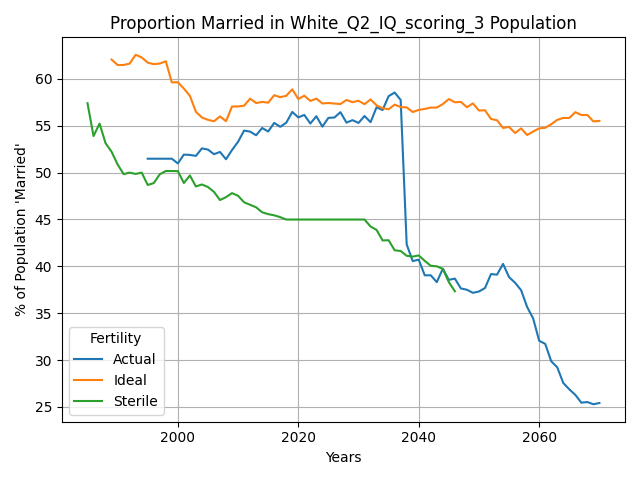 Proportion Married in White_Q2_IQ_scoring_3 Population
% of Population 'Married'
60
55
50
45
40
35
30
25
Fertility
Actual
Ideal
Sterile
2000
2020
2040
2060
Years